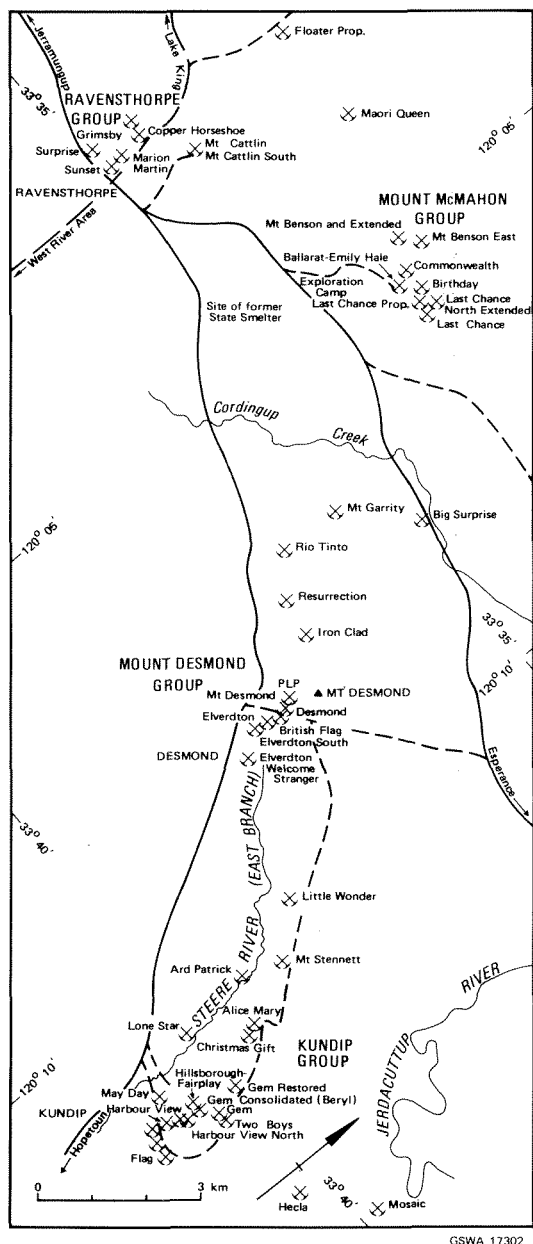 Floater Prop.
Jerramungup
Lake King
33° 35'
RAVENSTHORPE
GROUP
Maori Queen
120° 05'
Copper Horseshoe
Grimsby
Mt Cattlin
Surprise
Marion
Mt Cattlin South
Martin
Sunset
RAVENSTHORPE
MOUNT McMAHON
GROUP
West River Area
Mt Benson and Extended
Mt Benson East
Ballarat-Emily Hale
Commonwealth
Exploration
Camp
Birthday
Last Chance Prop.
Last Chance
North Extended
Last Chance
Site of former
State Smelter
Cordingup
Creek
Mt Garrity
Big Surprise
120° 05'
Rio Tinto
Resurrection
33° 35'
Iron Clad
120° 10'
MOUNT DESMOND
GROUP
PLP
Mt Desmond
MT DESMOND
Desmond
Elverdton
British Flag
Elverdton South
DESMOND
Elverdton
Welcome
Stranger
Esperance
33° 40'
STEERE RIVER (EAST BRANCH)
Little Wonder
Mt Stennett
Ard Patrick
JERDACUTTUP RIVER
Alice Mary
Lone Star
Christmas Gift
KUNDIP
GROUP
120° 10'
Hillsborough-
Fairplay
Gem Restored
May Day
Gem Consolidated (Beryl)
KUNDIP
Harbour View
Gem
Two Boys
Harbour View North
Hopetoun
Flag
0 3 km
33° 40'
Hecla
Mosaic
GSWA 17302